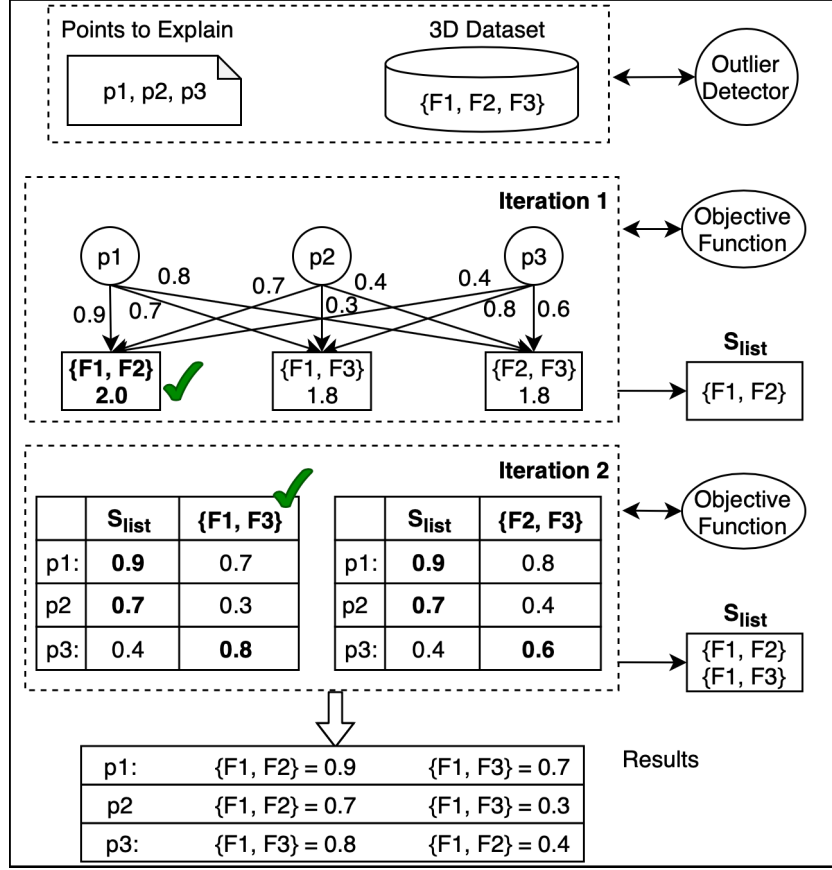 Points to Explain
p1, p2, p3
3D Dataset
{F1, F2, F3}
Outlier
Detector
Iteration 1
Objective
Function
p1
p2
p3
0.8
0.7
0.4
0.4
0.9
0.7
0.3
0.8
0.6
{F1, F2}
2.0
{F1, F3}
1.8
{F2, F3}
1.8
Slist
{F1, F2}
Iteration 2
Objective
Function
Slist {F1, F3}
p1: 0.9 0.7
p2 0.7 0.3
p3: 0.4 0.8
Slist {F2, F3}
p1: 0.9 0.8
p2 0.7 0.4
p3: 0.4 0.6
Slist
{F1, F2}
{F1, F3}
Results
p1: {F1, F2} = 0.9 {F1, F3} = 0.7
p2 {F1, F2} = 0.7 {F1, F3} = 0.3
p3: {F1, F3} = 0.8 {F1, F2} = 0.4